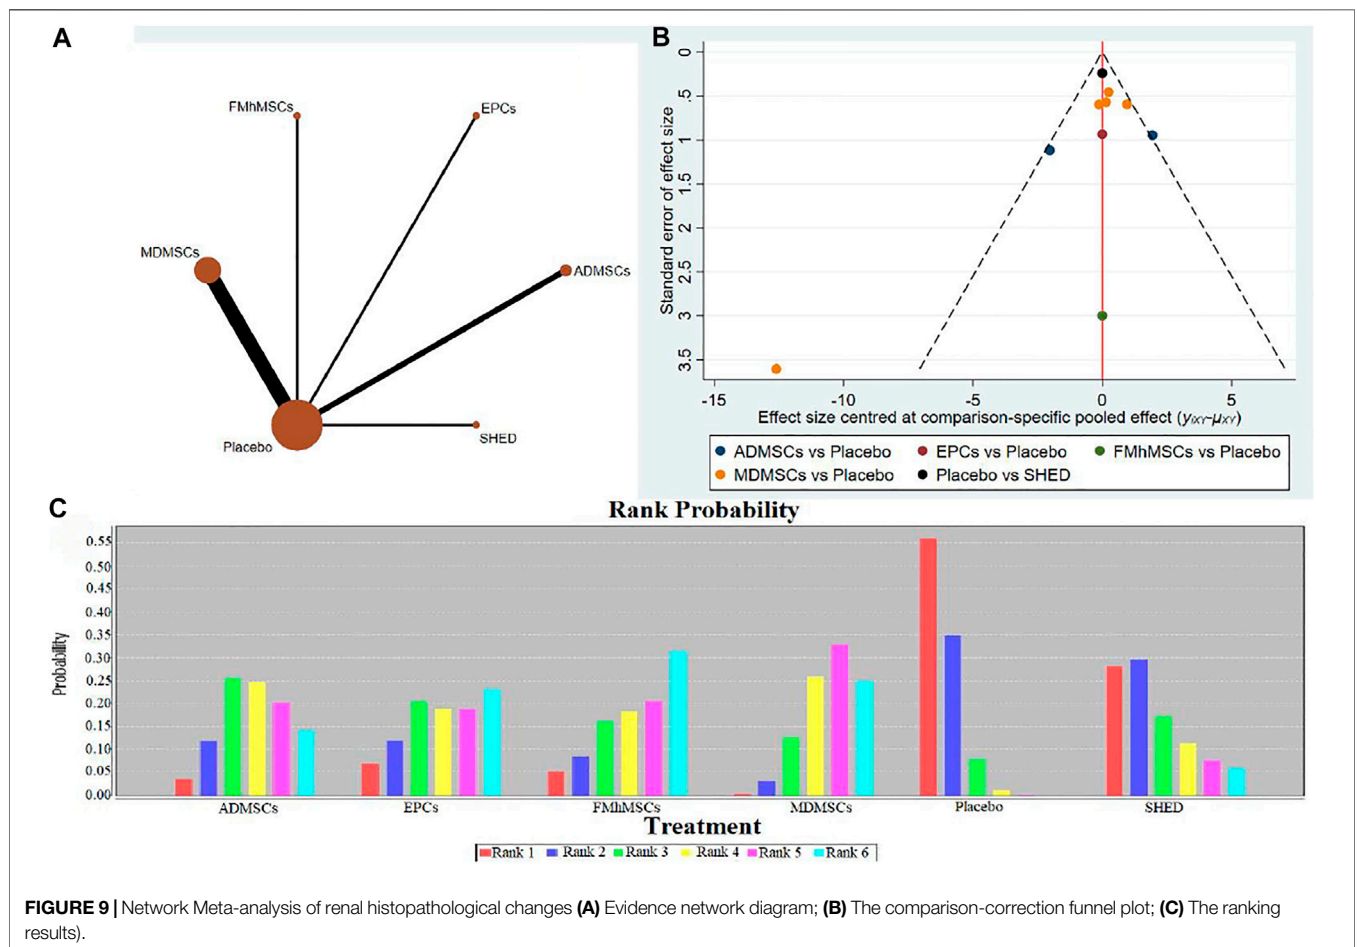 A
FMhMSCs
EPCs
MDMSCs
ADMSCs
Placebo
SHED
B
Standard error of effect size
0
.5
1
1.5
2
2.5
3
3.5
-15 -10 -5 0 5
Effect size centred at comparison-specific pooled effect (yiXY-μXY)
ADMSCs vs Placebo EPCs vs Placebo FMhMSCs vs Placebo
MDMSCs vs Placebo Placebo vs SHED
C
Rank Probability
Probability
0.55
0.50
0.45
0.40
0.35
0.30
0.25
0.20
0.15
0.10
0.05
0.00
ADMSCs EPCs FMhMSCs MDMSCs Placebo SHED
Treatment
Rank 1 Rank 2 Rank 3 Rank 4 Rank 5 Rank 6
FIGURE 9 | Network Meta-analysis of renal histopathological changes (A) Evidence network diagram; (B) The comparison-correction funnel plot; (C) The ranking
results).